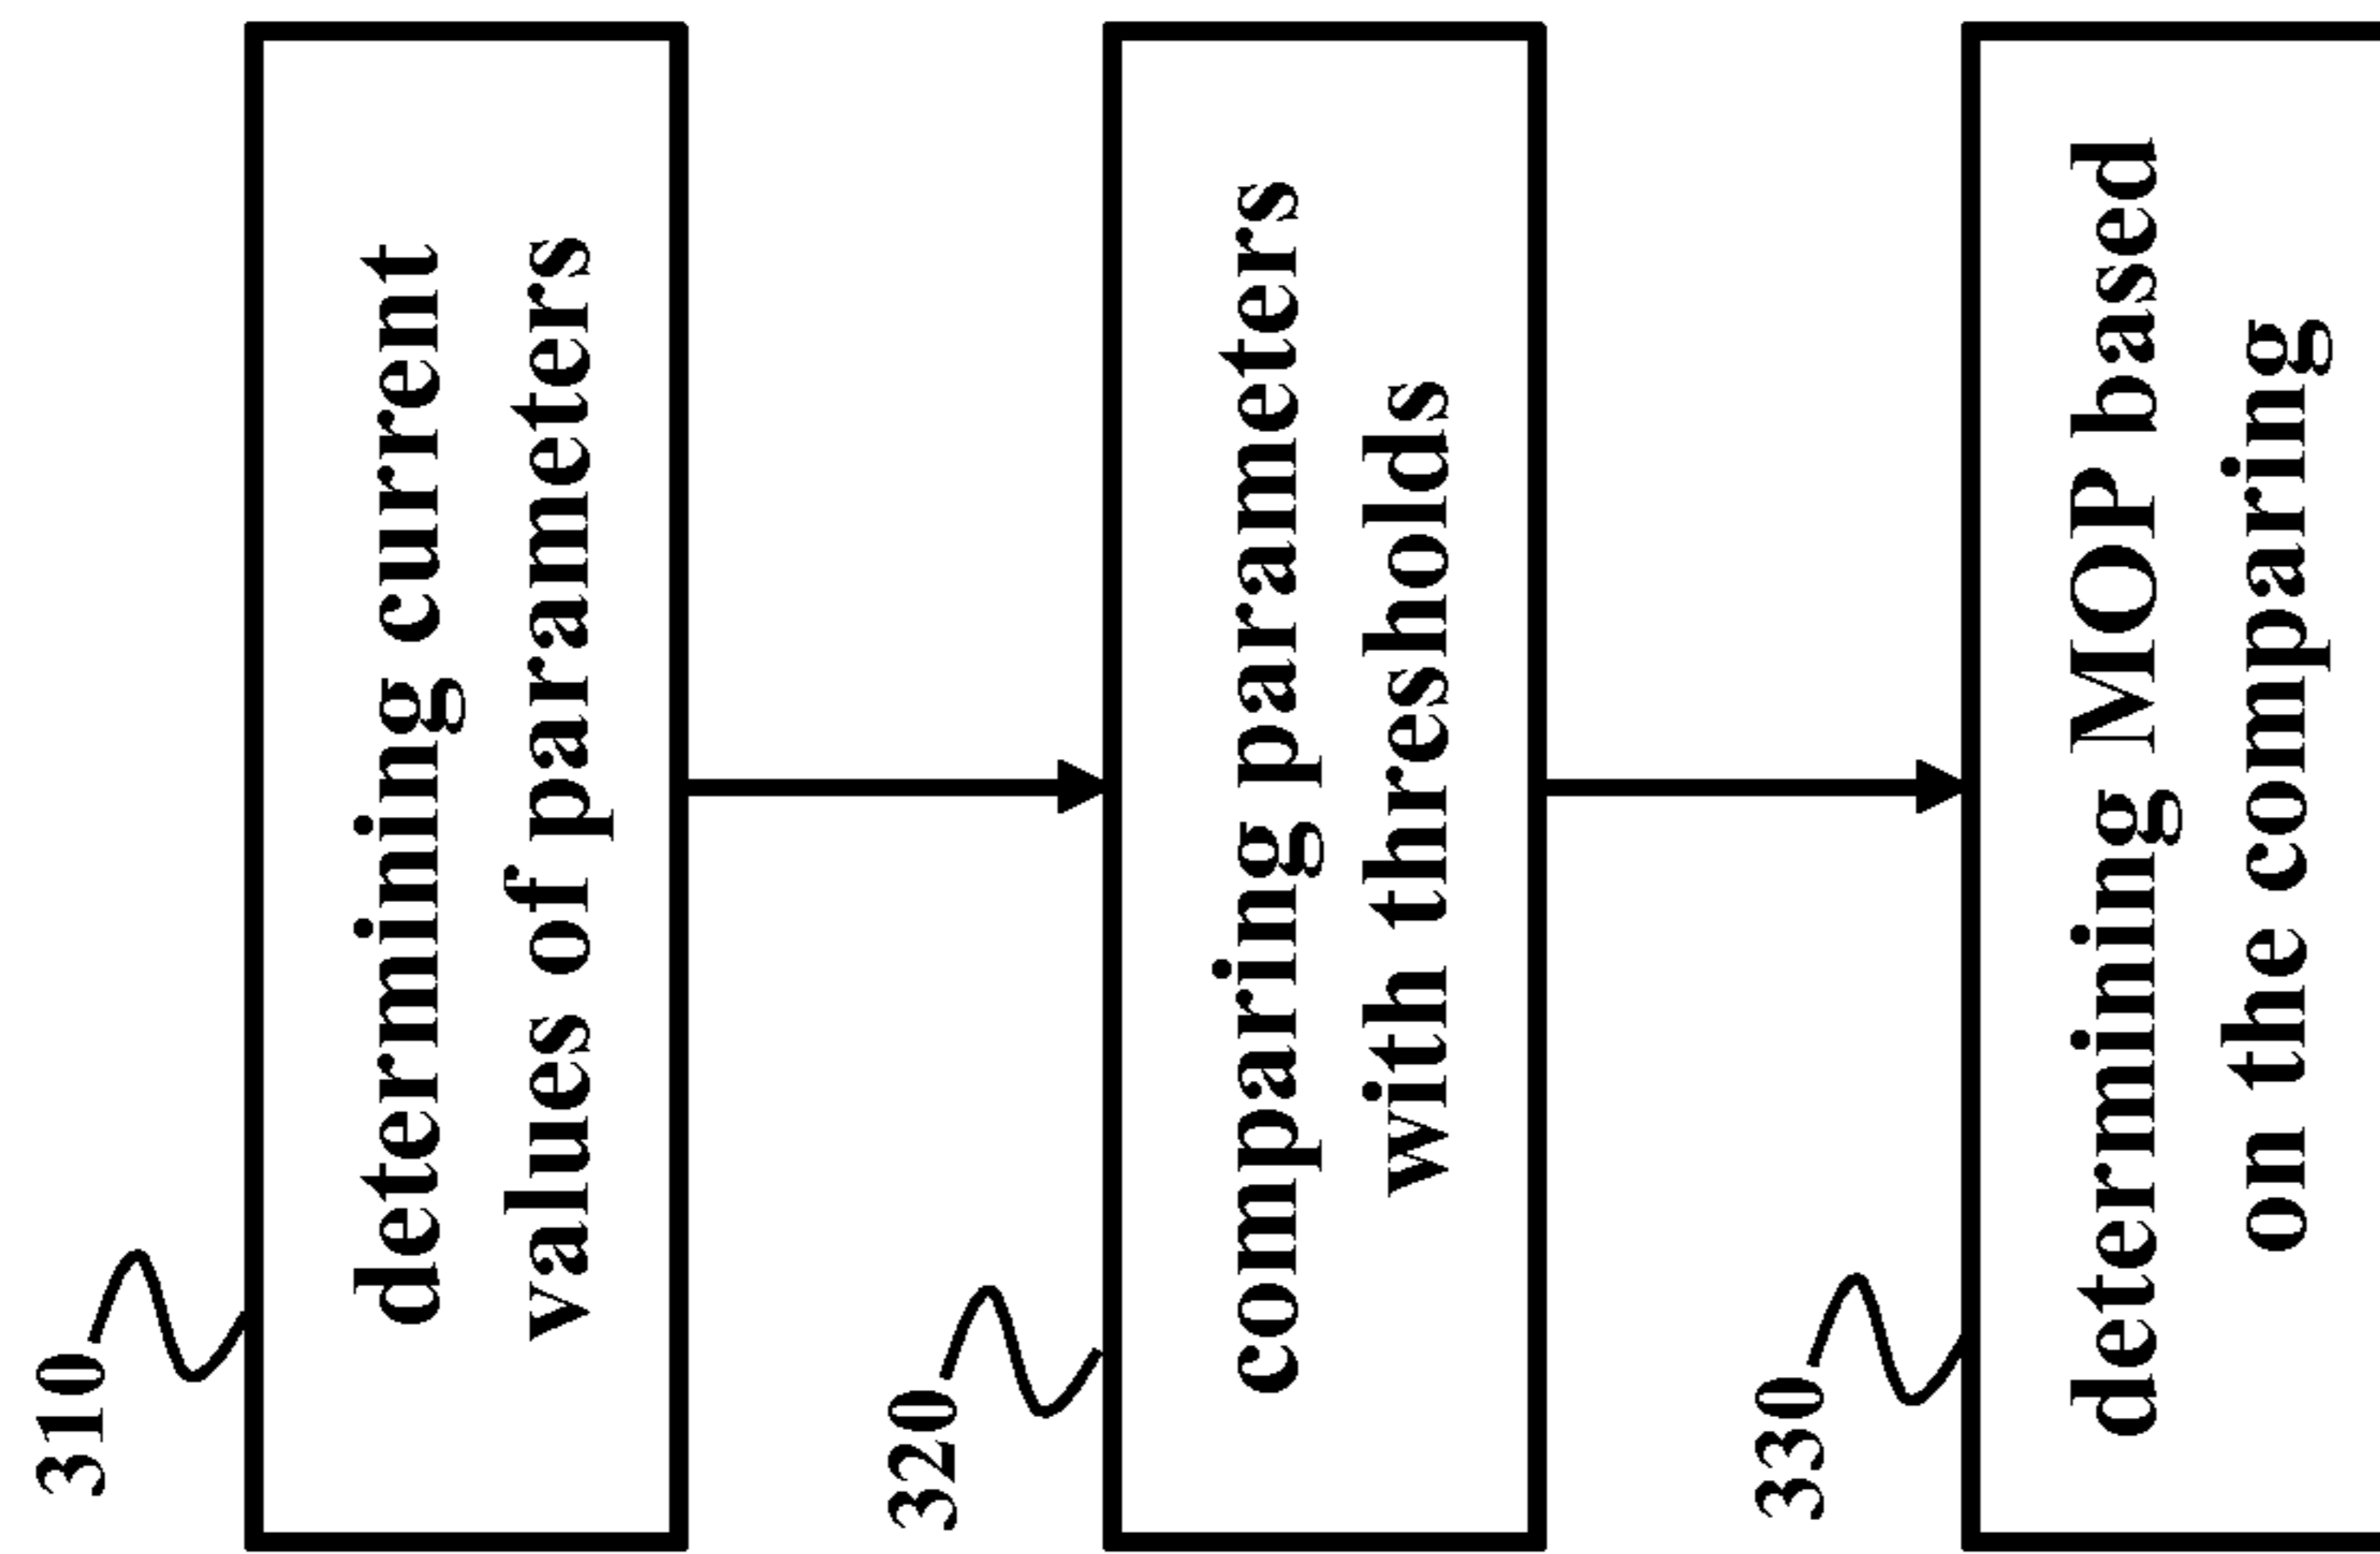 310
determining current
values of parameters
320
comparing parameters
with thresholds
330
determining MOP based
on the comparing